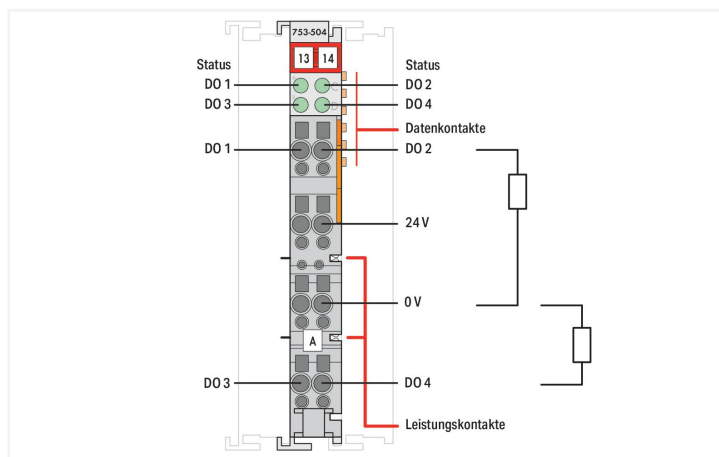 753-504
13 14
Status Status
DO 1 DO 2
DO 3 DO 4
Datenkontakte
DO 1 DO 2
24 V
0 V
A
DO 3 DO 4
Leistungskontakte